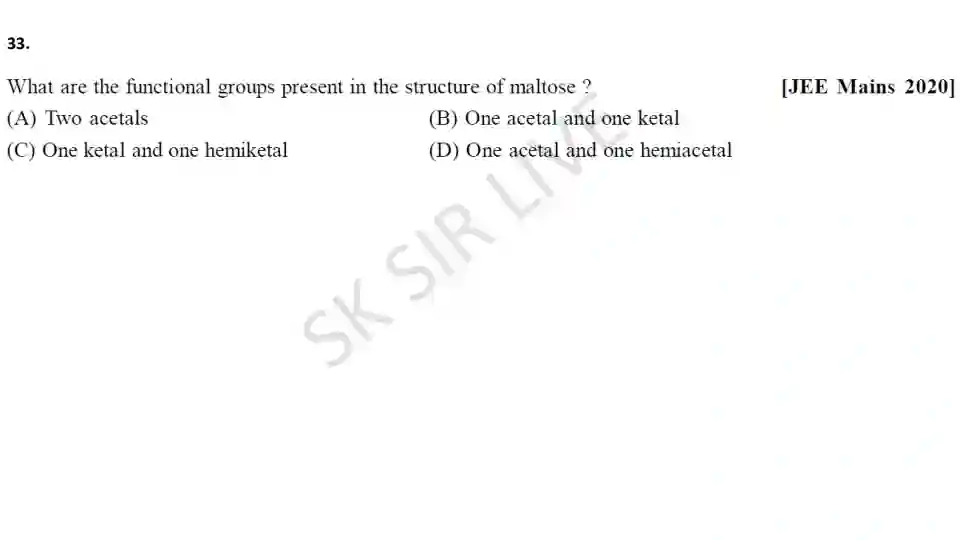 33.
What are the functional groups present in the structure of maltose ? [JEE Mains 2020]
(A) Two acetals (B) One acetal and one ketal
(C) One ketal and one hemiketal (D) One acetal and one hemiacetal
SK SIR LIVE